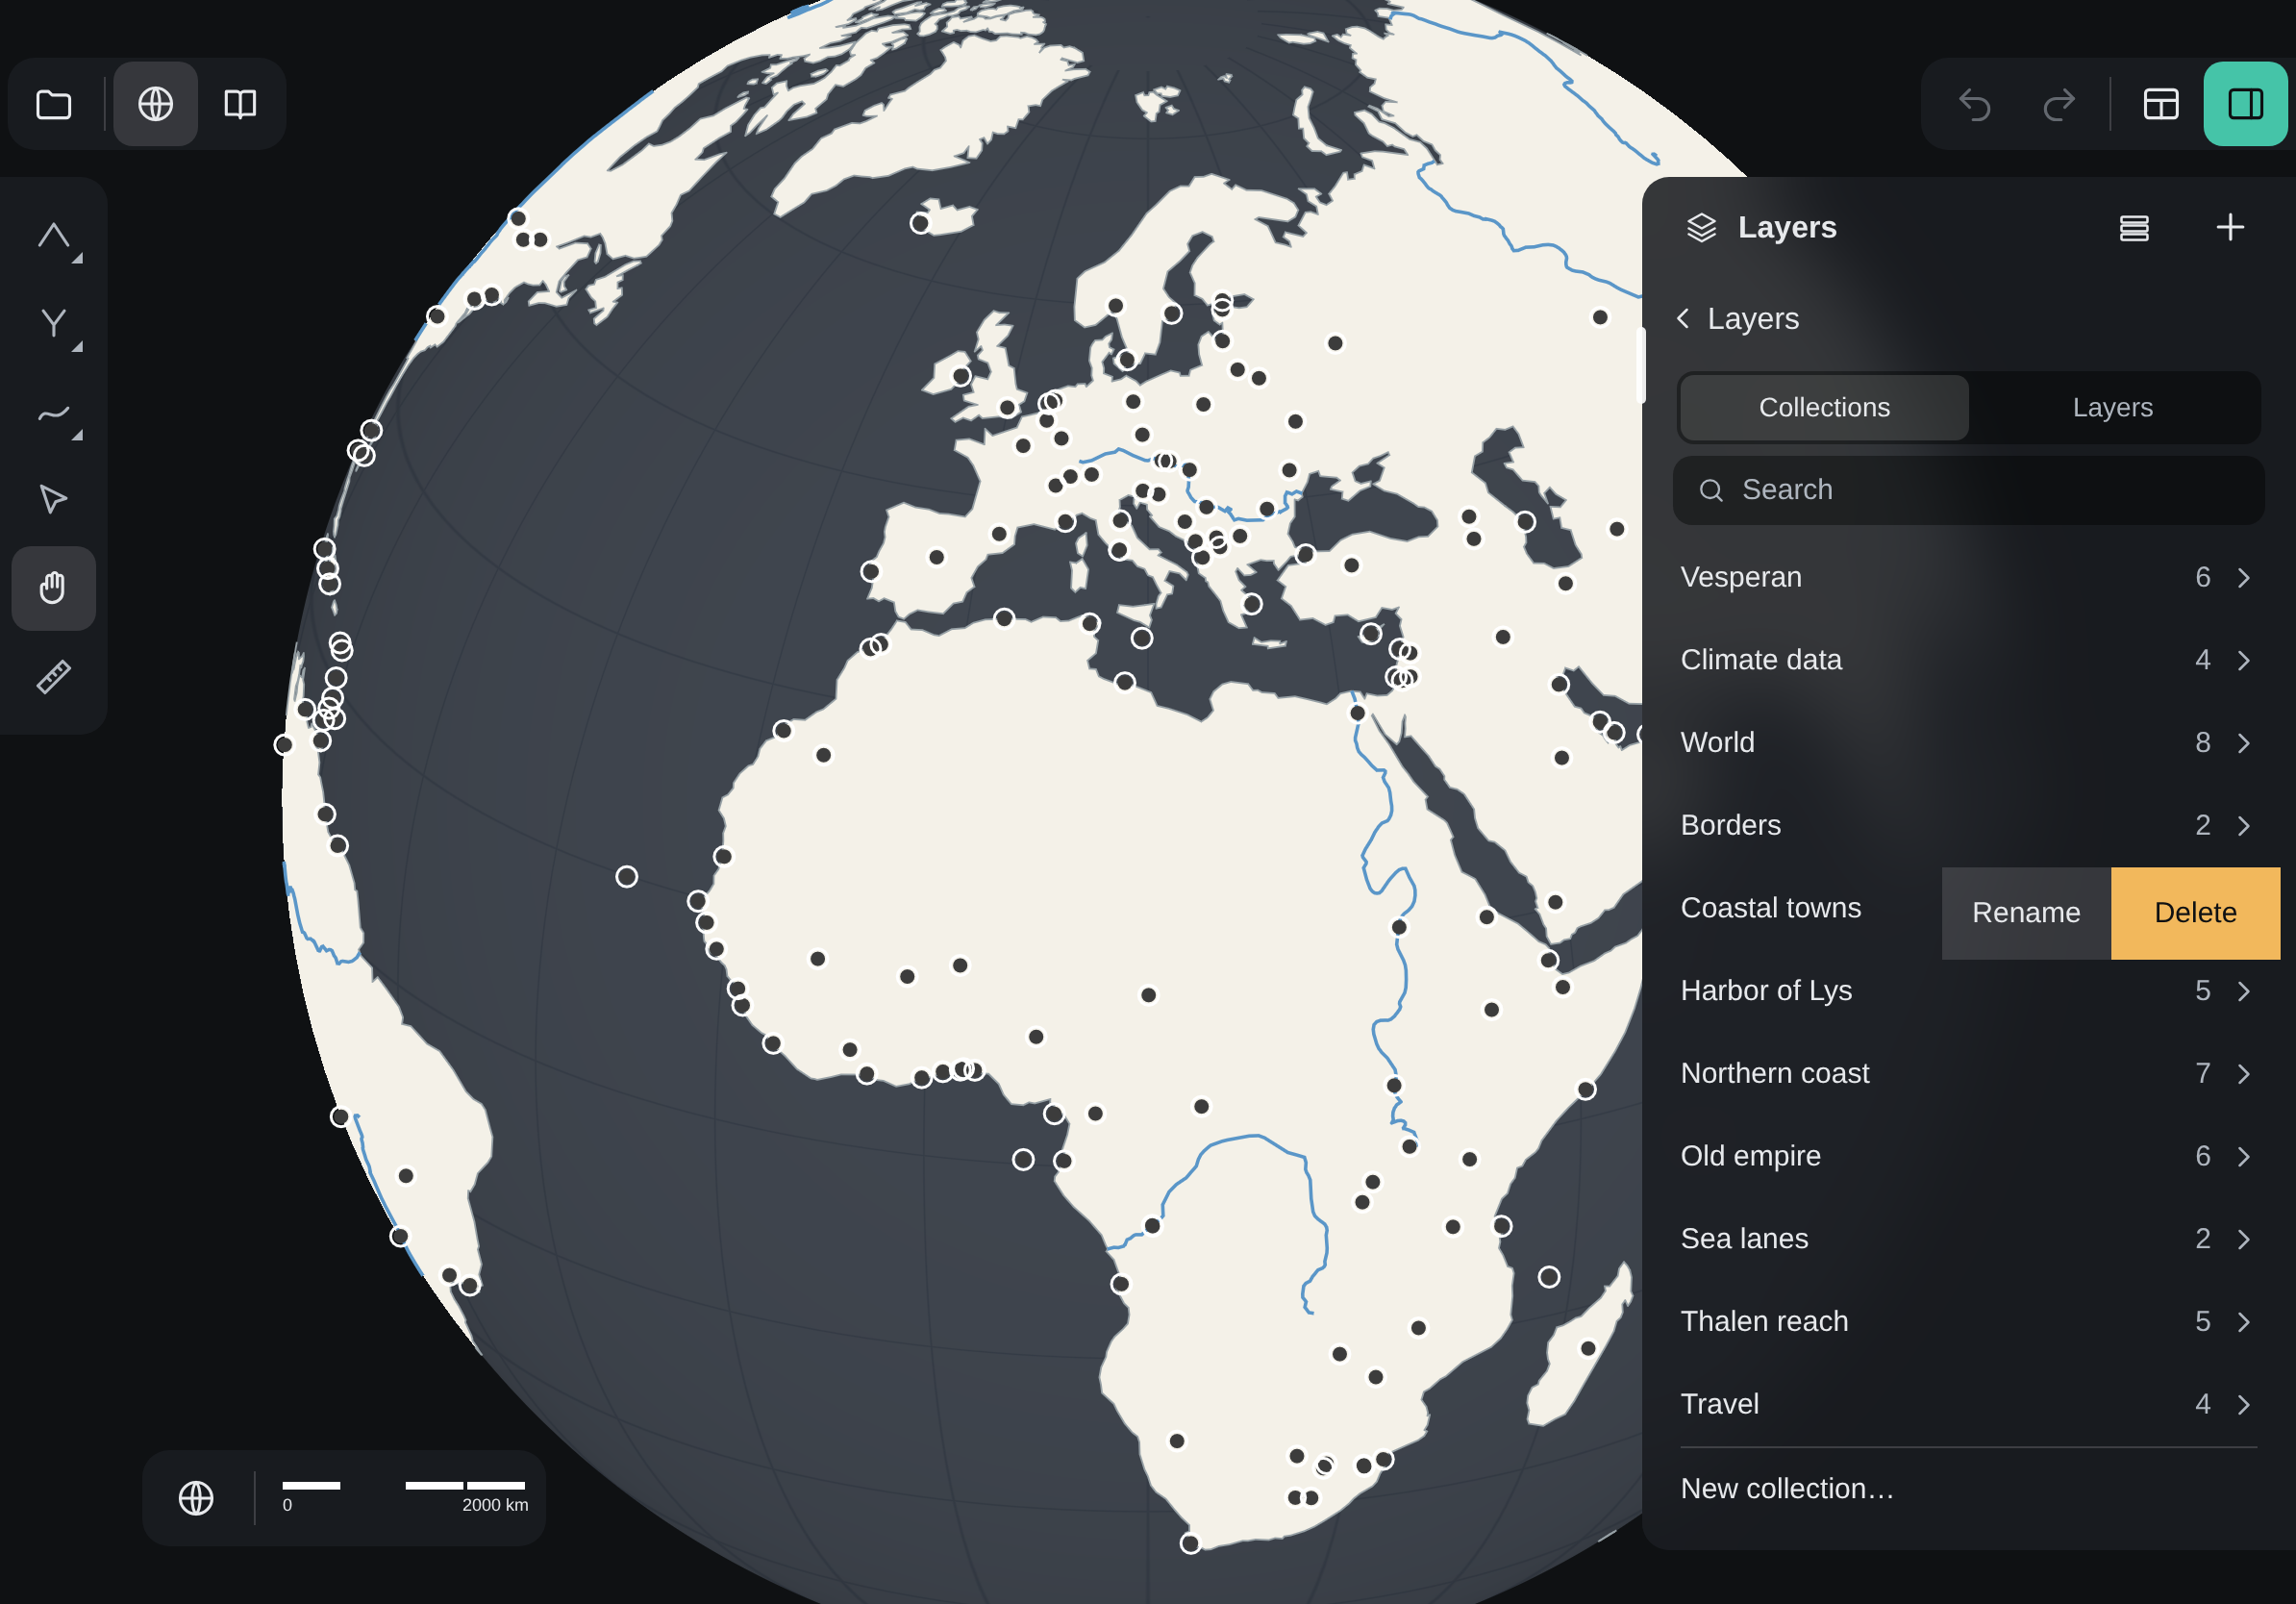 Layers
Layers
Collections Layers
Search
Vesperan 6
Climate data 4
World 8
Borders 2
Coastal towns Rename Delete
Harbor of Lys 5
Northern coast 7
Old empire 6
Sea lanes 2
Thalen reach 5
Travel 4
New collection…
0 2000 km